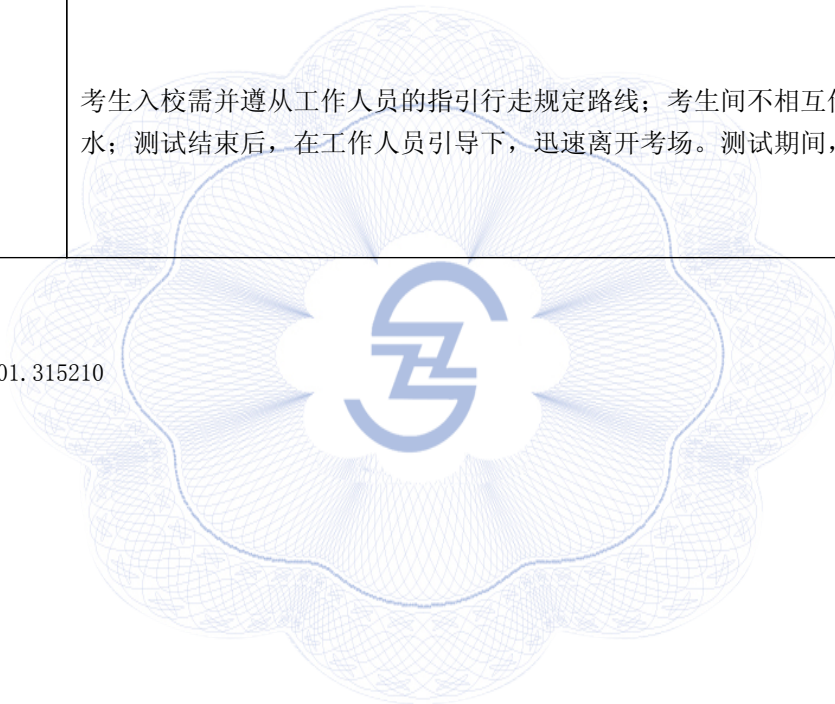 考生入校需并遵从工作人员的指引行走规定路线；考生间不相互
水；测试结束后，在工作人员引导下，迅速离开考场。测试期间，
01.315210